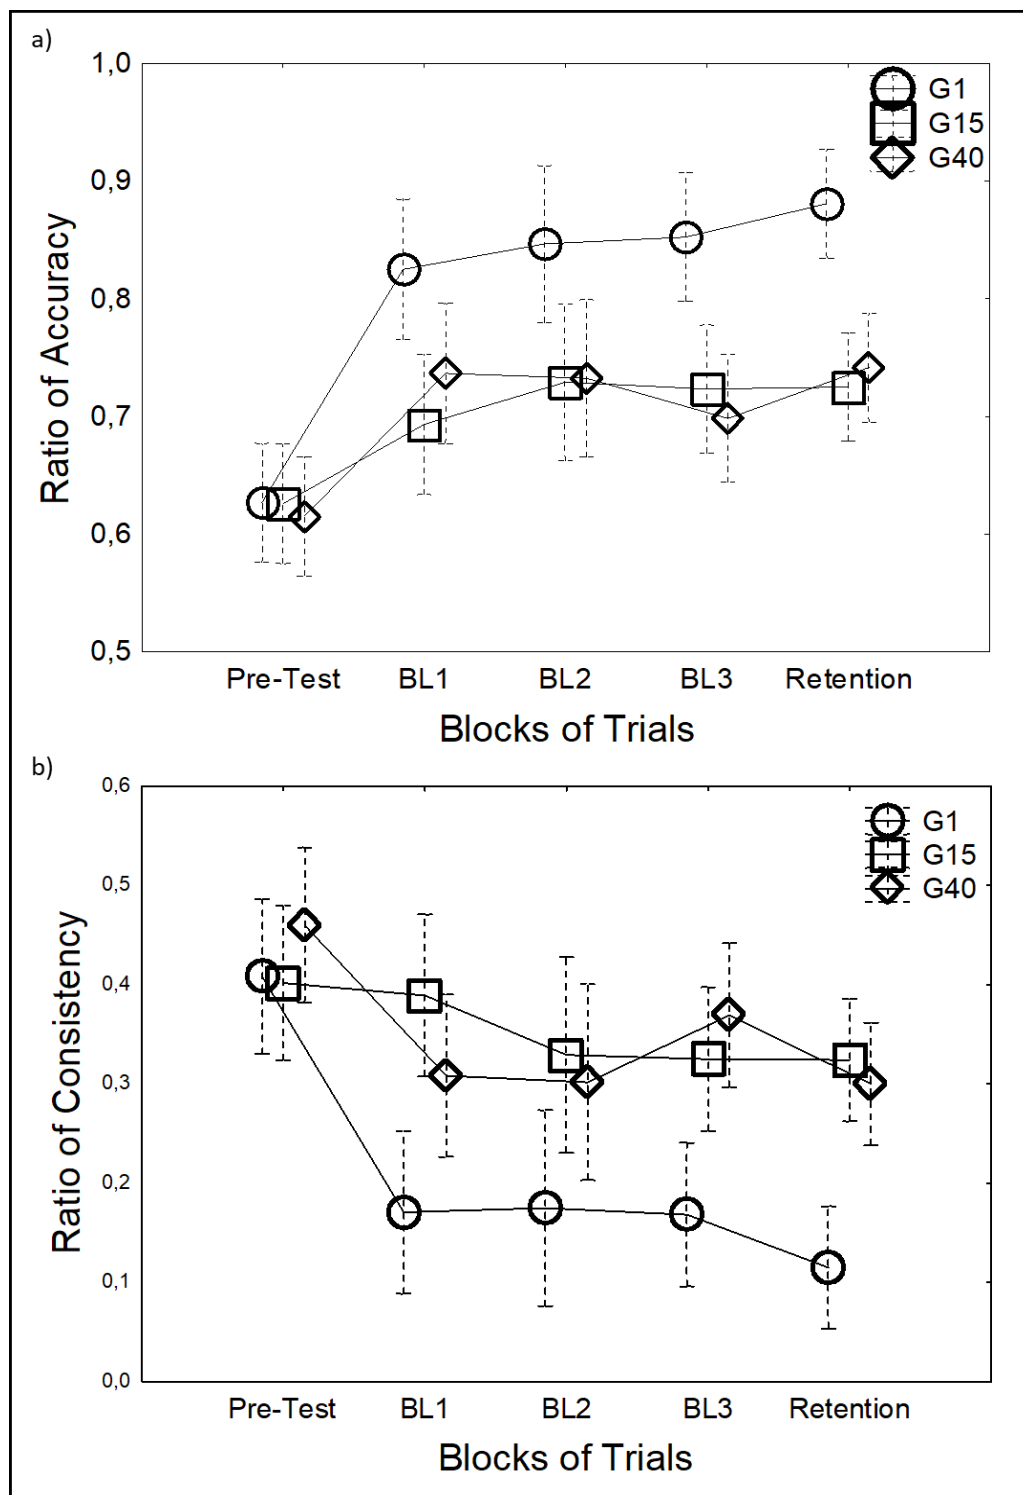 a)
1,0
0,9
0,8
0,7
0,6
0,5
Ratio of Accuracy
G1
G15
G40
Pre-Test BL1 BL2 BL3 Retention
Blocks of Trials
b)
0,6
0,5
0,4
0,3
0,2
0,1
0,0
Ratio of Consistency
G1
G15
G40
Pre-Test BL1 BL2 BL3 Retention
Blocks of Trials